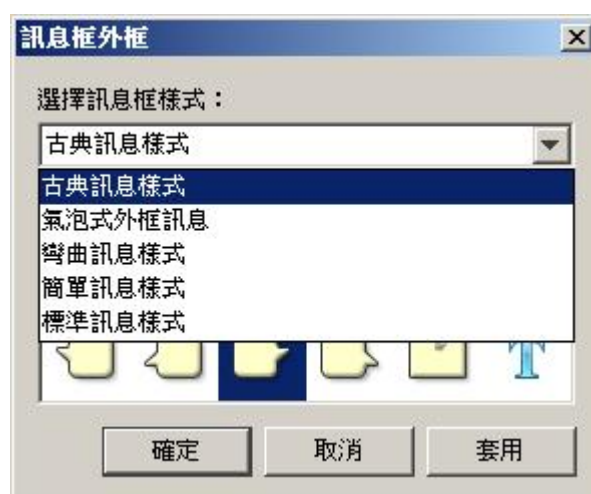 訊息框外框
選擇訊息框樣式：
古典訊息樣式
古典訊息樣式
氣泡式外框訊息
彎曲訊息樣式
簡單訊息樣式
標準訊息樣式
T
確定 取消 套用